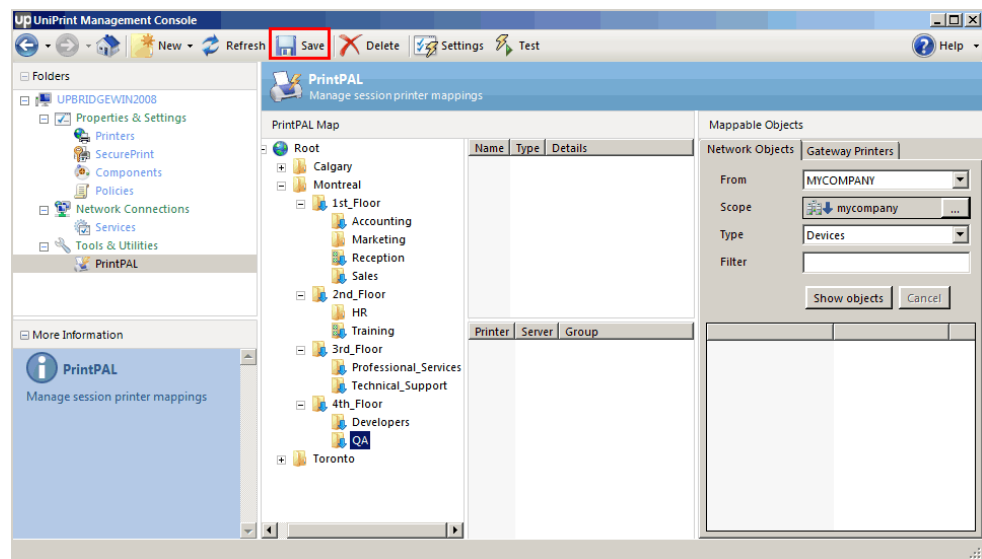 UP UniPrint Management Console
New Refresh Save Delete Settings Test Help
Folders
UPBRIDGEWIN2008
Properties & Settings
Printers
SecurePrint
Components
Policies
Network Connections
Services
Tools & Utilities
PrintPAL
More Information
PrintPAL
Manage session printer mappings
PrintPAL
Manage session printer mappings
PrintPAL Map
Root
Calgary
Montreal
1st_Floor
Accounting
Marketing
Reception
Sales
2nd_Floor
HR
Training
3rd_Floor
Professional_Services
Technical_Support
4th_Floor
Developers
QA
Toronto
Name Type Details
Printer Server Group
Mappable Objects
Network Objects Gateway Printers
From MYCOMPANY
Scope mycompany ...
Type Devices
Filter
Show objects Cancel